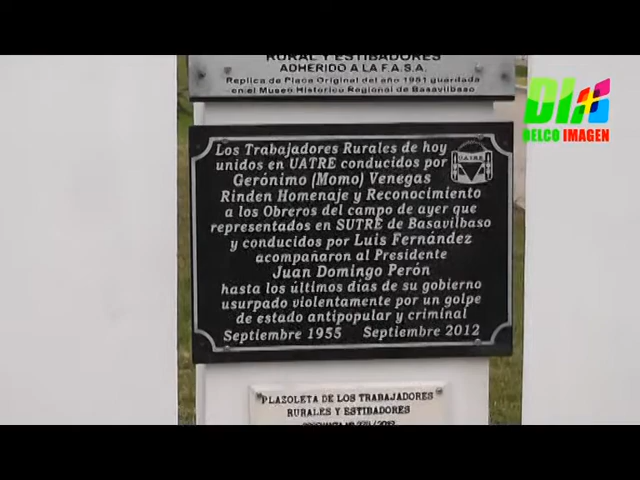 RURAL Y ESTIBADORES
ADHERIDO A LA F.A.S.A.
Replica de Placa Original del año 1951 guardada
en el Museo Historico Regional de Basavilbaso
DI
DELCO IMAGEN
Los Trabajadores Rurales de hoy
unidos en UATRE conducidos por
Gerónimo (Momo) Venegas
Rinden Homenaje y Reconocimiento
a los Obreros del campo de ayer que
representados en SUTRE de Basavilbaso
y conducidos por Luis Fernández
acompañaron al Presidente
Juan Domingo Perón
hasta los últimos días de su gobierno
usurpado violentamente por un golpe
de estado antipopular y criminal
Septiembre 1955 Septiembre 2012
UATRE
PLAZOLETA DE LOS TRABAJADORES
RURALES Y ESTIBADORES